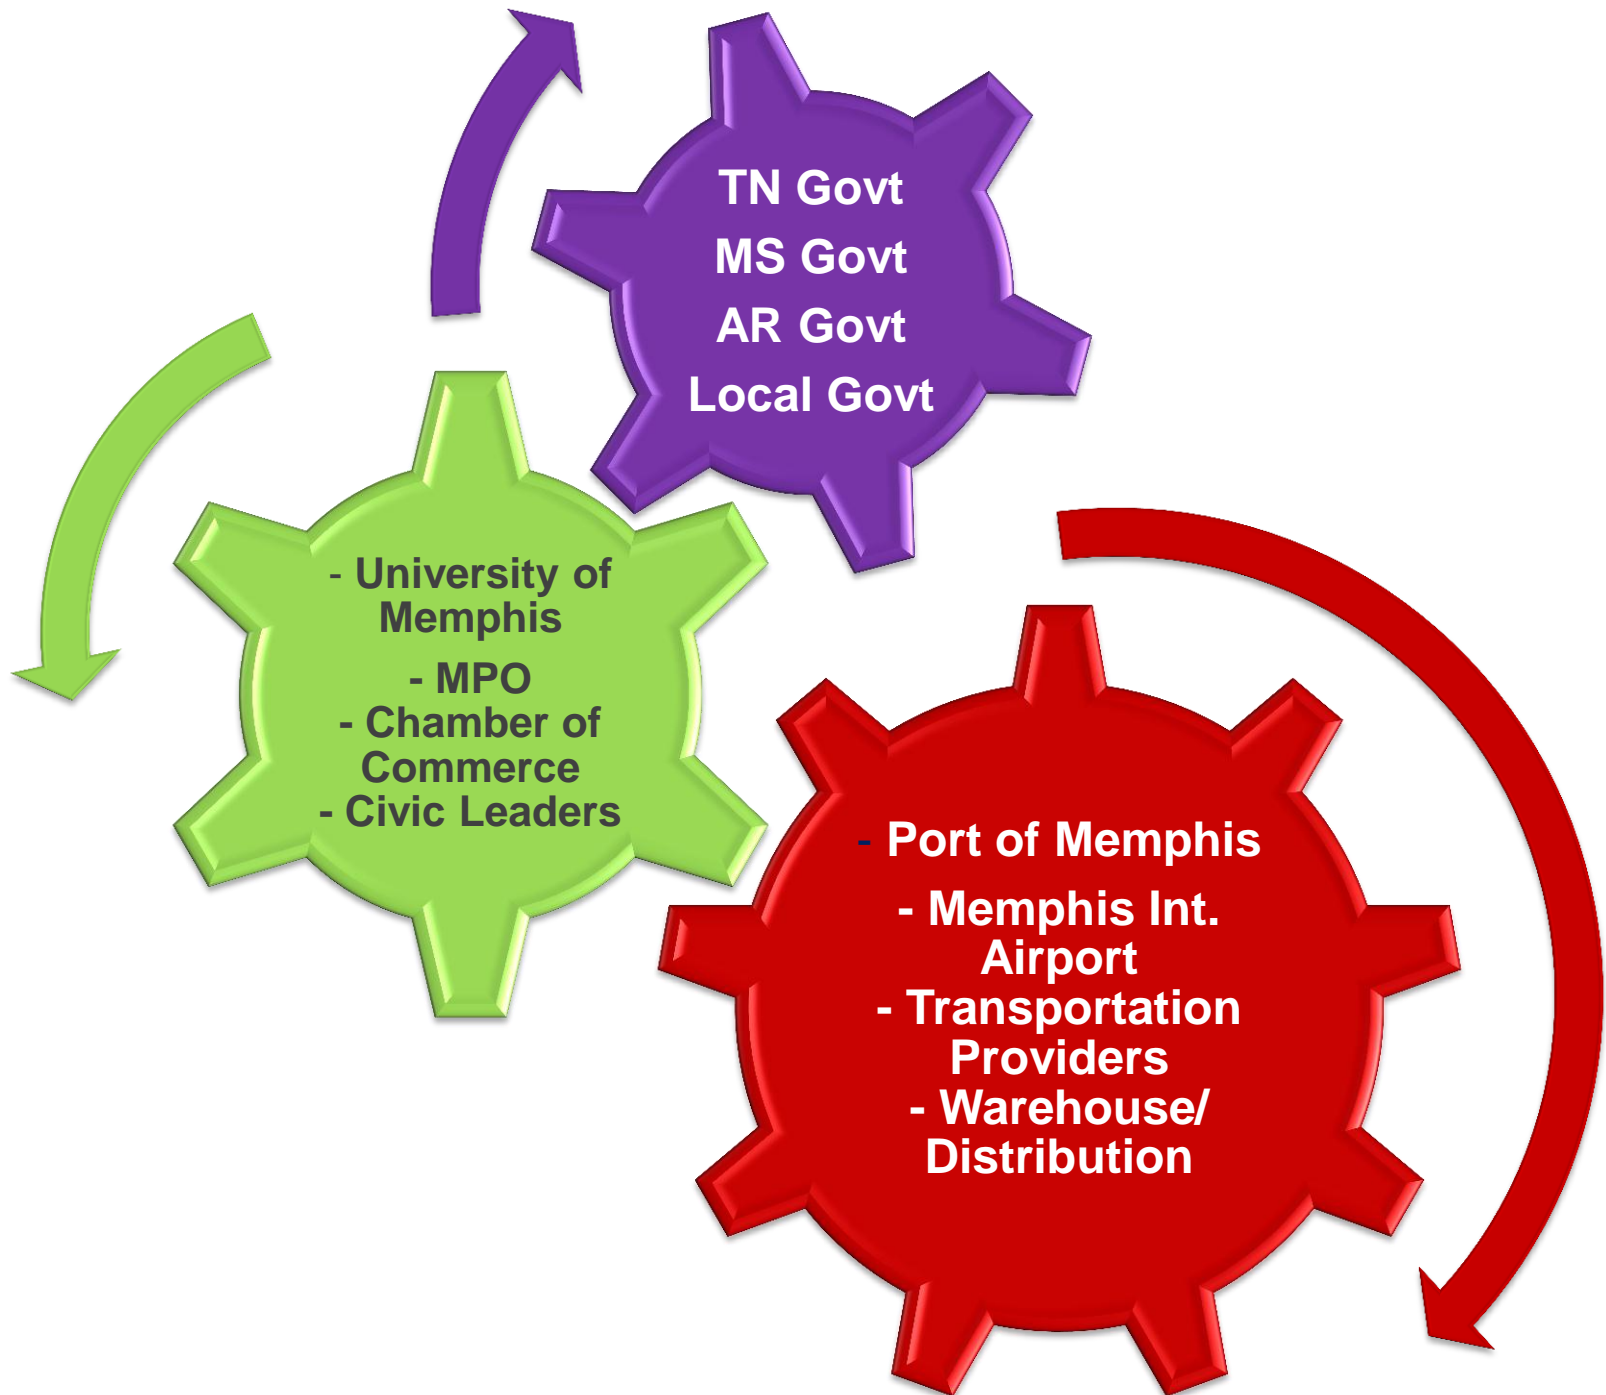 TN Govt
MS Govt
AR Govt
Local Govt
- University of
Memphis
- MPO
- Chamber of
Commerce
- Civic Leaders
- Port of Memphis
- Memphis Int.
Airport
- Transportation
Providers
- Warehouse/
Distribution